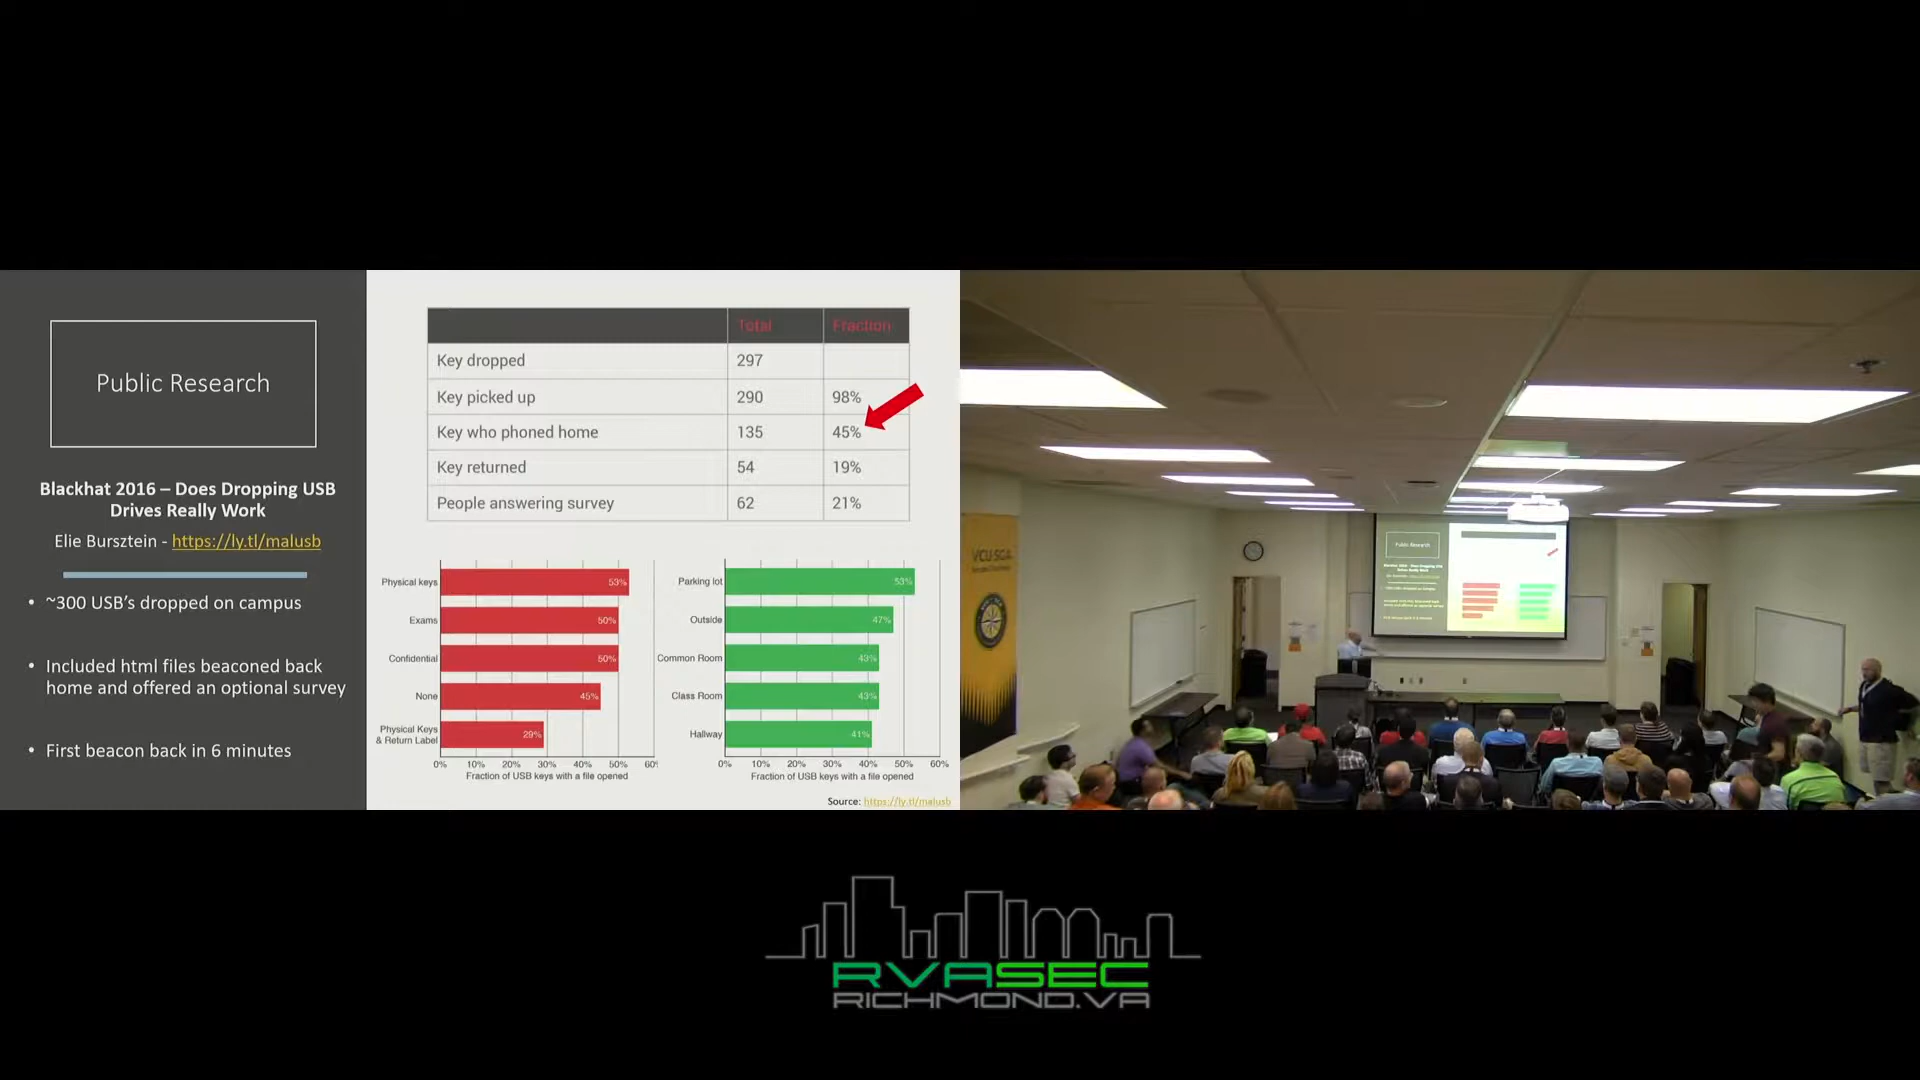 Public Research
Blackhat 2016 – Does Dropping USB
Drives Really Work
Elie Bursztein - https://ly.tl/malusb
• ~300 USB's dropped on campus
• Included html files beaconed back
home and offered an optional survey
• First beacon back in 6 minutes
Total Fraction
Key dropped 297
Key picked up 290 98%
Key who phoned home 135 45%
Key returned 54 19%
People answering survey 62 21%
Physical keys 53%
Exams 50%
Confidential 50%
None 45%
Physical Keys
& Return Label 29%
0% 10% 20% 30% 40% 50% 60%
Fraction of USB keys with a file opened
Parking lot 53%
Outside 47%
Common Room 43%
Class Room 43%
Hallway 41%
0% 10% 20% 30% 40% 50% 60%
Fraction of USB keys with a file opened
Source: https://ly.tl/malusb
VCU SGA
Public Research
RVASEC
RICHMOND.VA